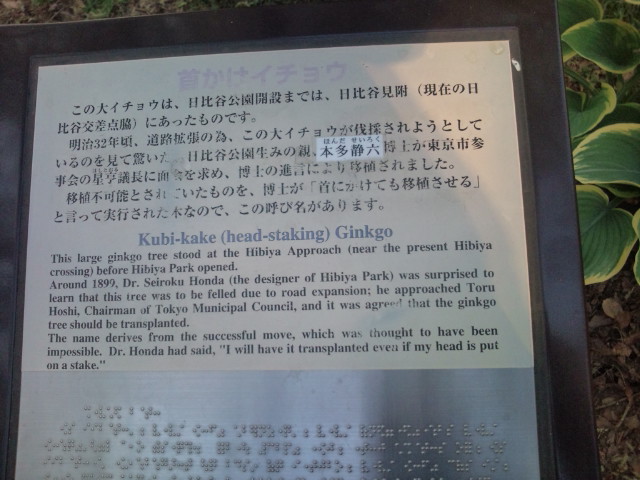 首かけイチョウ
この大イチョウは、日比谷公園開設までは、日比谷見附（現在の日
比谷交差点脇）にあったものです。
明治32年頃、道路拡張の為、この大イチョウが伐採されようとして
ほんだ せいろく
いるのを見て驚いた 日比谷公園生みの親、本多静六博士が東京市参
事会の星亨議長に面会を求め、博士の進言により移植されました。
移植不可能とされていたものを、博士が「首にかけても移植させる」
と言って実行された木なので、この呼び名があります。
Kubi-kake (head-staking) Ginkgo
This large ginkgo tree stood at the Hibiya Approach (near the present Hibiya
crossing) before Hibiya Park opened.
Around 1899, Dr. Seiroku Honda (the designer of Hibiya Park) was surprised to
learn that this tree was to be felled due to road expansion; he approached Toru
Hoshi, Chairman of Tokyo Municipal Council, and it was agreed that the ginkgo
tree should be transplanted.
The name derives from the successful move, which was thought to have been
impossible. Dr. Honda had said, "I will have it transplanted even if my head is put
on a stake."